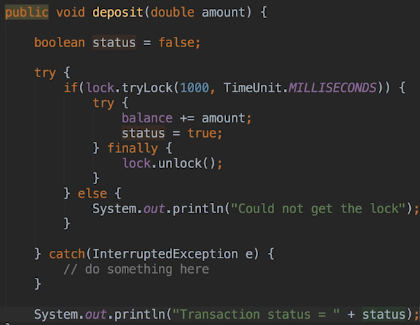 public void deposit(double amount) {
boolean status = false;
try {
if(lock.tryLock(1000, TimeUnit.MILLISECONDS)) {
try {
balance += amount;
status = true;
} finally {
lock.unlock();
}
} else {
System.out.println("Could not get the lock");
}
} catch(InterruptedException e) {
// do something here
}
System.out.println("Transaction status = " + status);